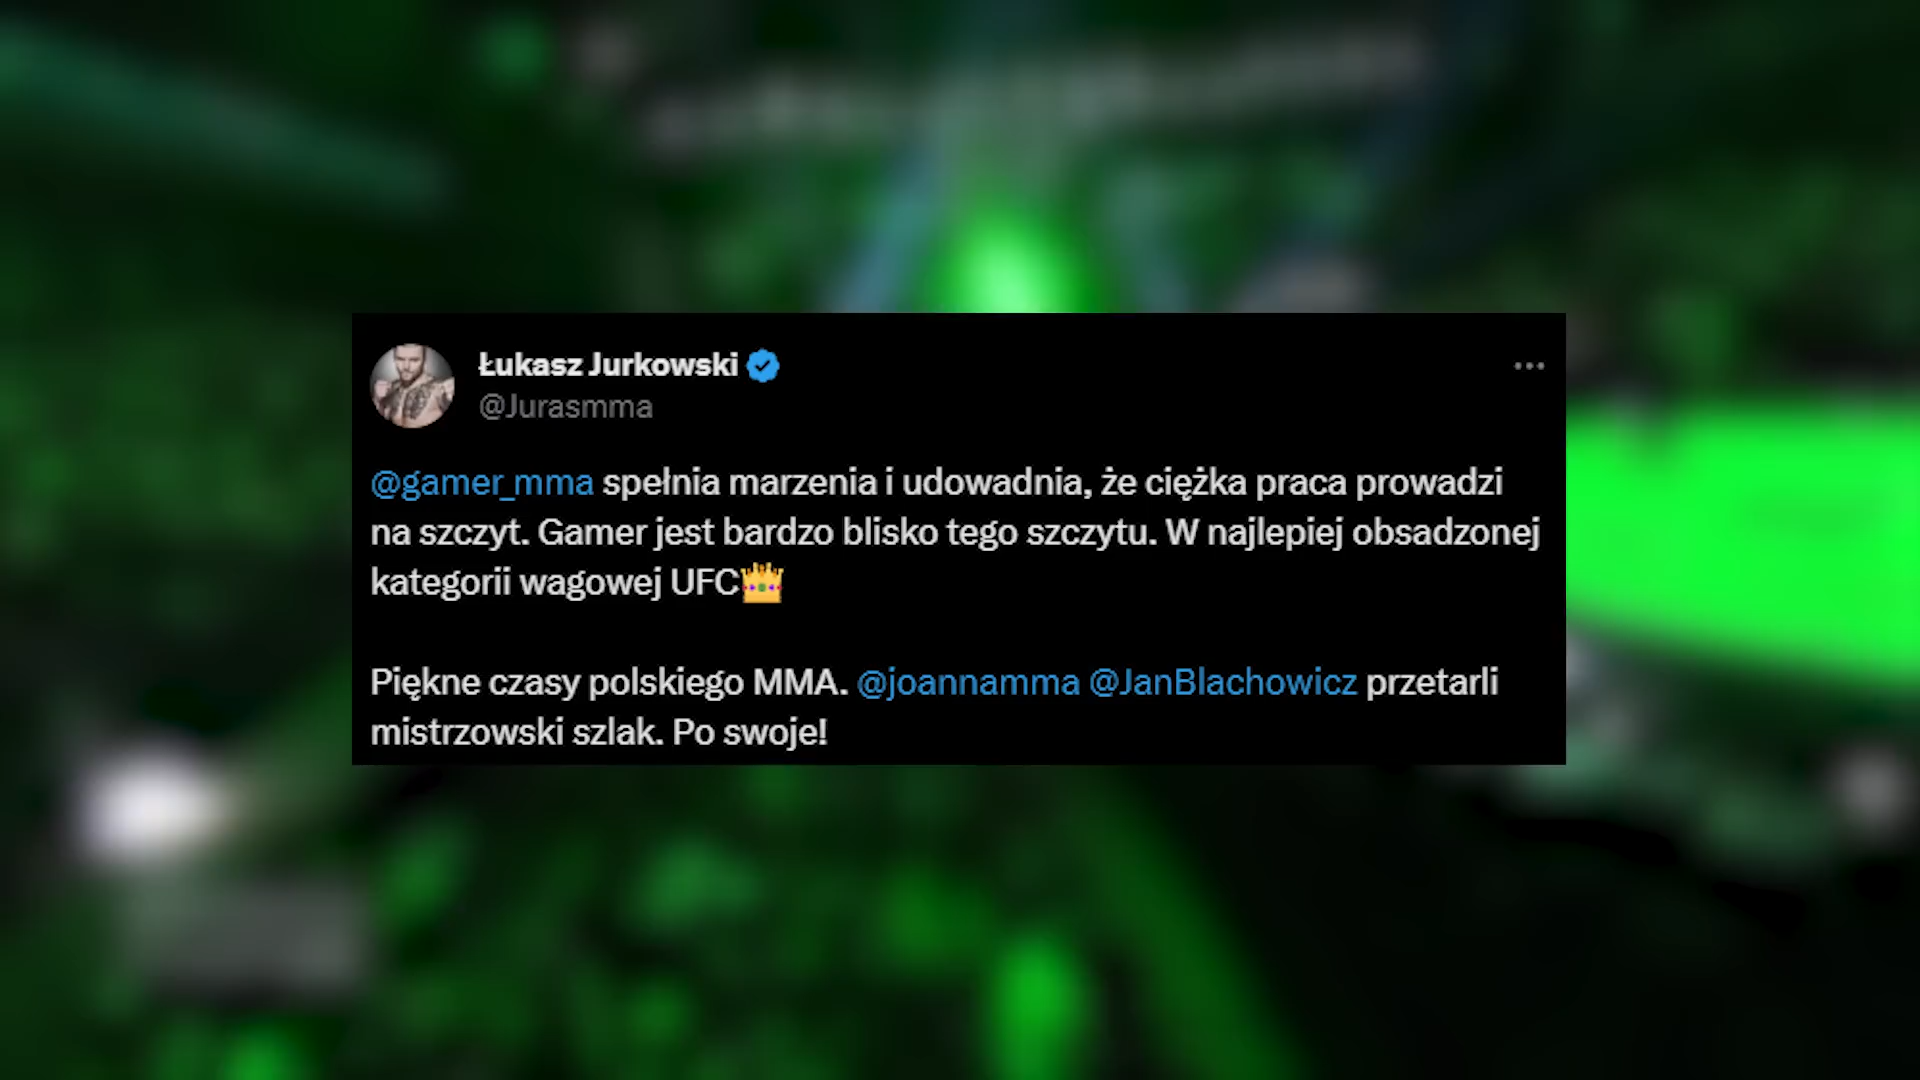 Łukasz Jurkowski
@Jurasmma
@gamer_mma spełnia marzenia i udowadnia, że ciężka praca prowadzi
na szczyt. Gamer jest bardzo blisko tego szczytu. W najlepiej obsadzonej
kategorii wagowej UFC👑
Piękne czasy polskiego MMA. @joannamma @JanBlachowicz przetarli
mistrzowski szlak. Po swoje!